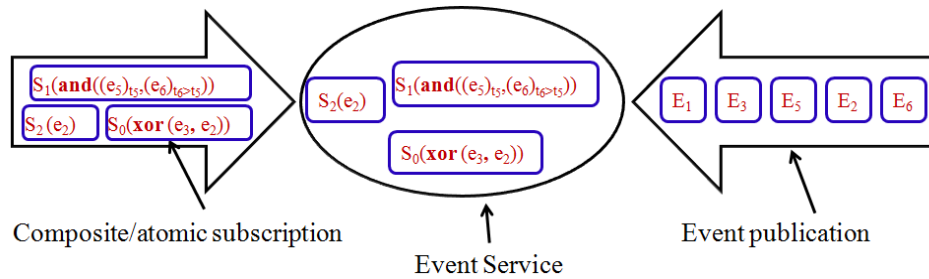 S₁(and((e₅)t₅,(e₆)t₆>t₅))
S₂(e₂) S₀(xor (e₃, e₂))
S₂(e₂) S₁(and((e₅)t₅,(e₆)t₆>t₅))
S₀(xor (e₃, e₂))
E₁ E₃ E₅ E₂ E₆
Composite/atomic subscription
Event Service
Event publication